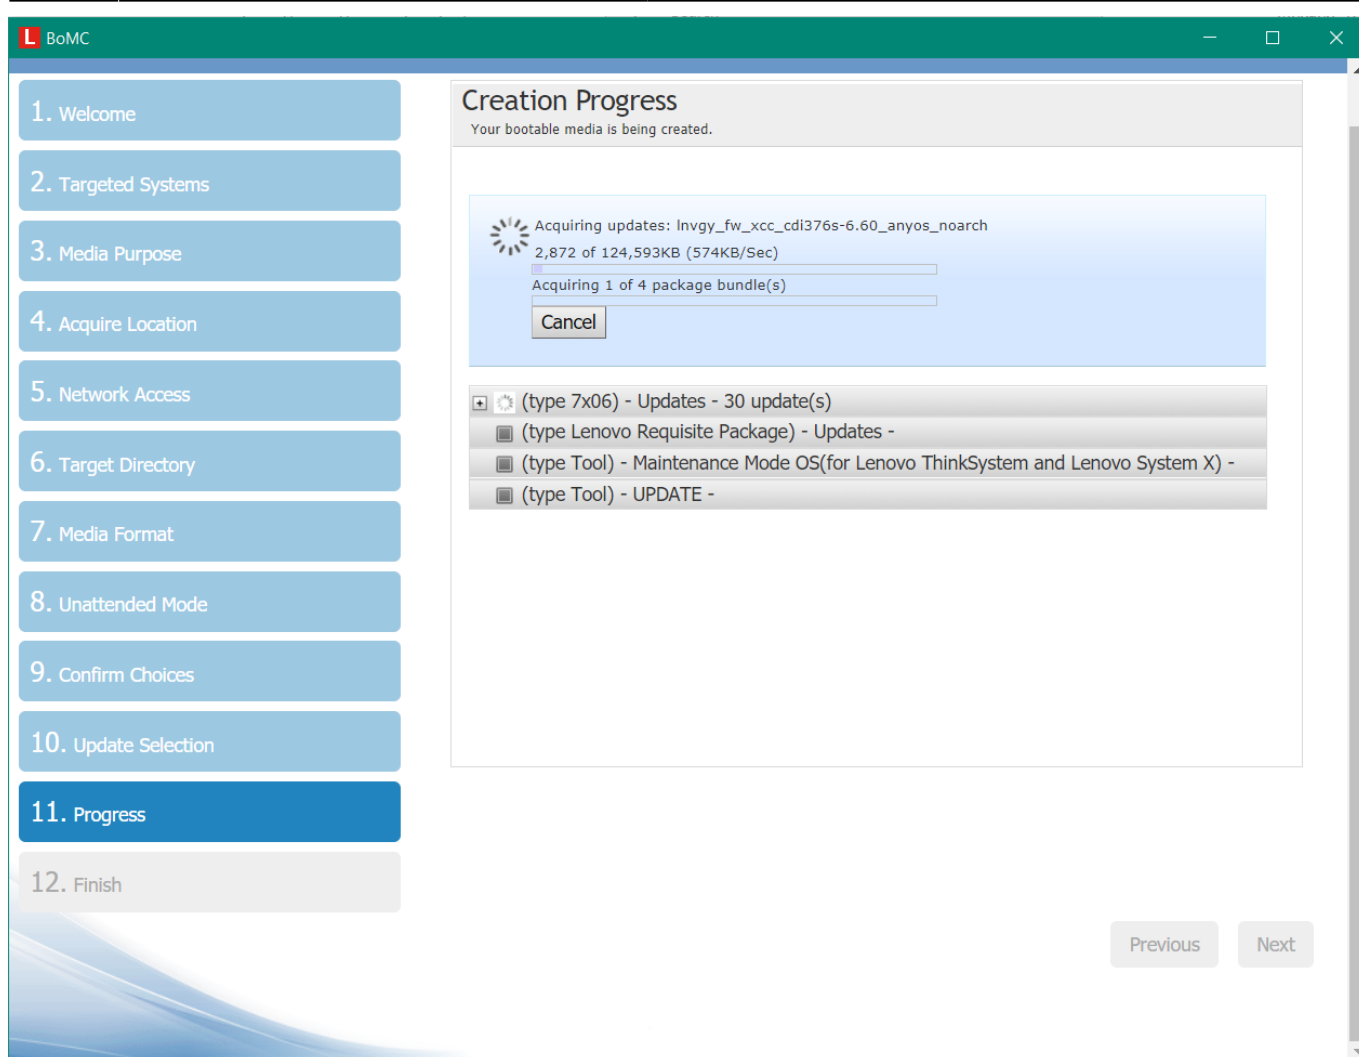 L BoMC
1. Welcome
2. Targeted Systems
3. Media Purpose
4. Acquire Location
5. Network Access
6. Target Directory
7. Media Format
8. Unattended Mode
9. Confirm Choices
10. Update Selection
11. Progress
12. Finish
Creation Progress
Your bootable media is being created.
Acquiring updates: lnvgy_fw_xcc_cdi376s-6.60_anyos_noarch
2,872 of 124,593KB (574KB/Sec)
Acquiring 1 of 4 package bundle(s)
Cancel
(type 7x06) - Updates - 30 update(s)
(type Lenovo Requisite Package) - Updates -
(type Tool) - Maintenance Mode OS(for Lenovo ThinkSystem and Lenovo System X) -
(type Tool) - UPDATE -
Previous Next